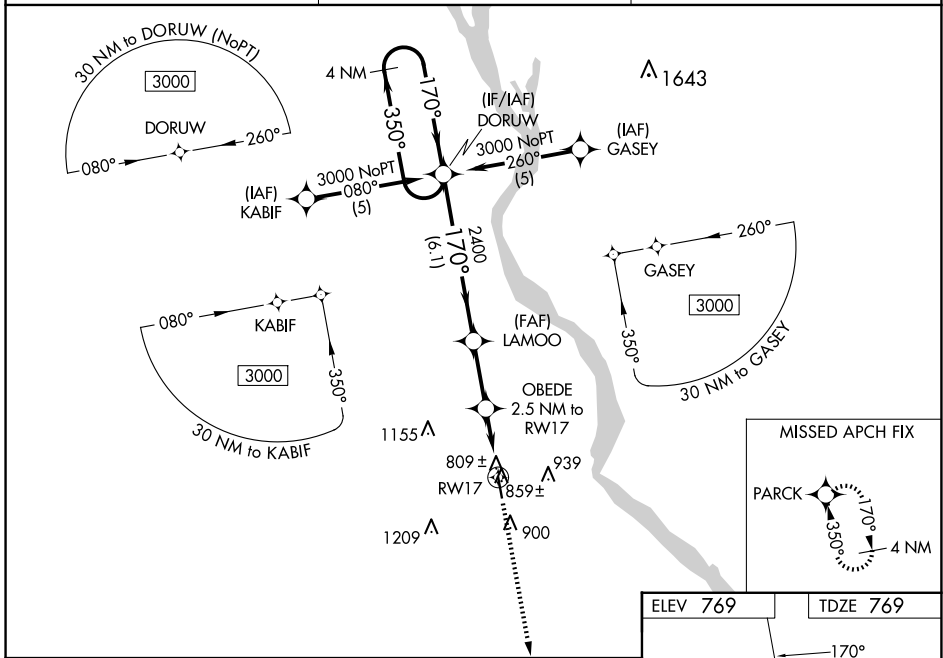 30 NM to DORUW (NoPT)
3000
DORUW
080°
260°
4 NM
170°
350°
(IF/IAF)
DORUW
1643
3000 NoPT
260°
(5)
(IAF)
GASEY
3000 NoPT
080°
(5)
(IAF)
KABIF
2400
170°
(6.1)
260°
GASEY
3000
350°
30 NM to GASEY
080°
KABIF
3000
350°
30 NM to KABIF
(FAF)
LAMOO
OBEDE
2.5 NM to
RW17
1155
809±
939
RW17
859±
1209
900
MISSED APCH FIX
PARCK
170°
350°
4 NM
ELEV 769
TDZE 769
170°